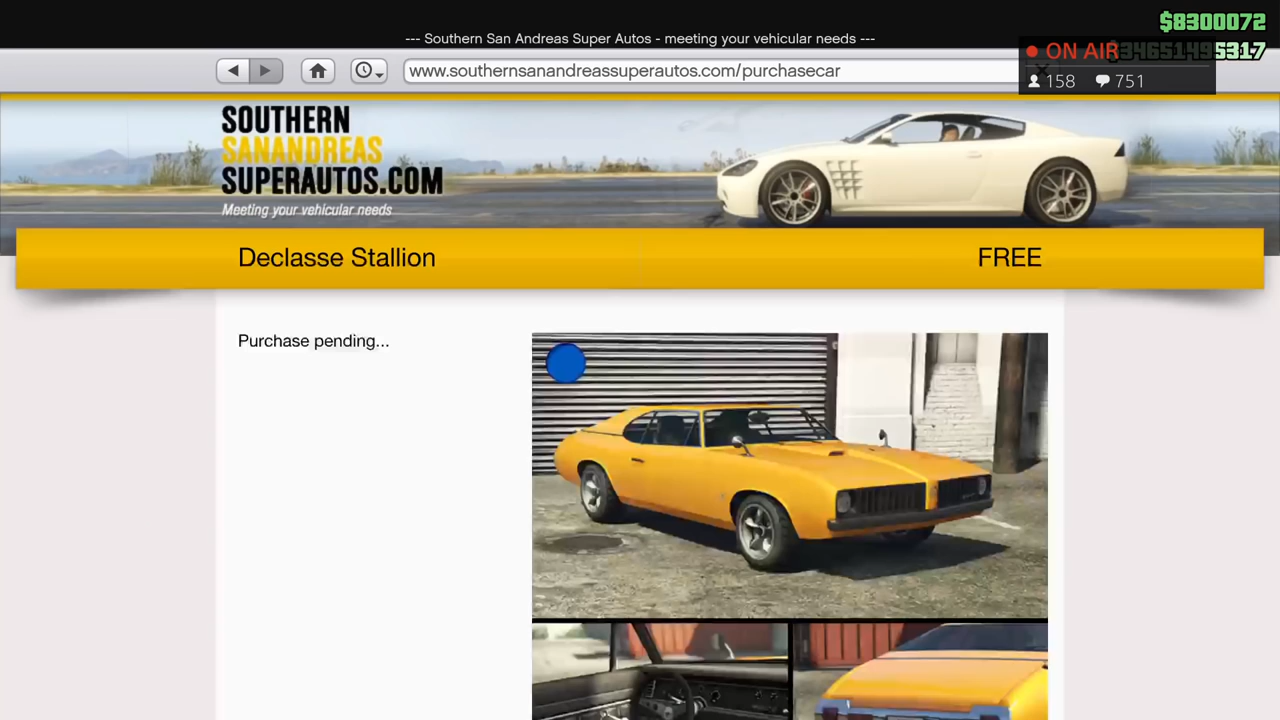 $8300072
--- Southern San Andreas Super Autos - meeting your vehicular needs ---
ON AIR
5317
www.southernsanandreassuperautos.com/purchasecar
158 751
SOUTHERN
SANANDREAS
SUPERAUTOS.COM
Meeting your vehicular needs
Declasse Stallion FREE
Purchase pending...